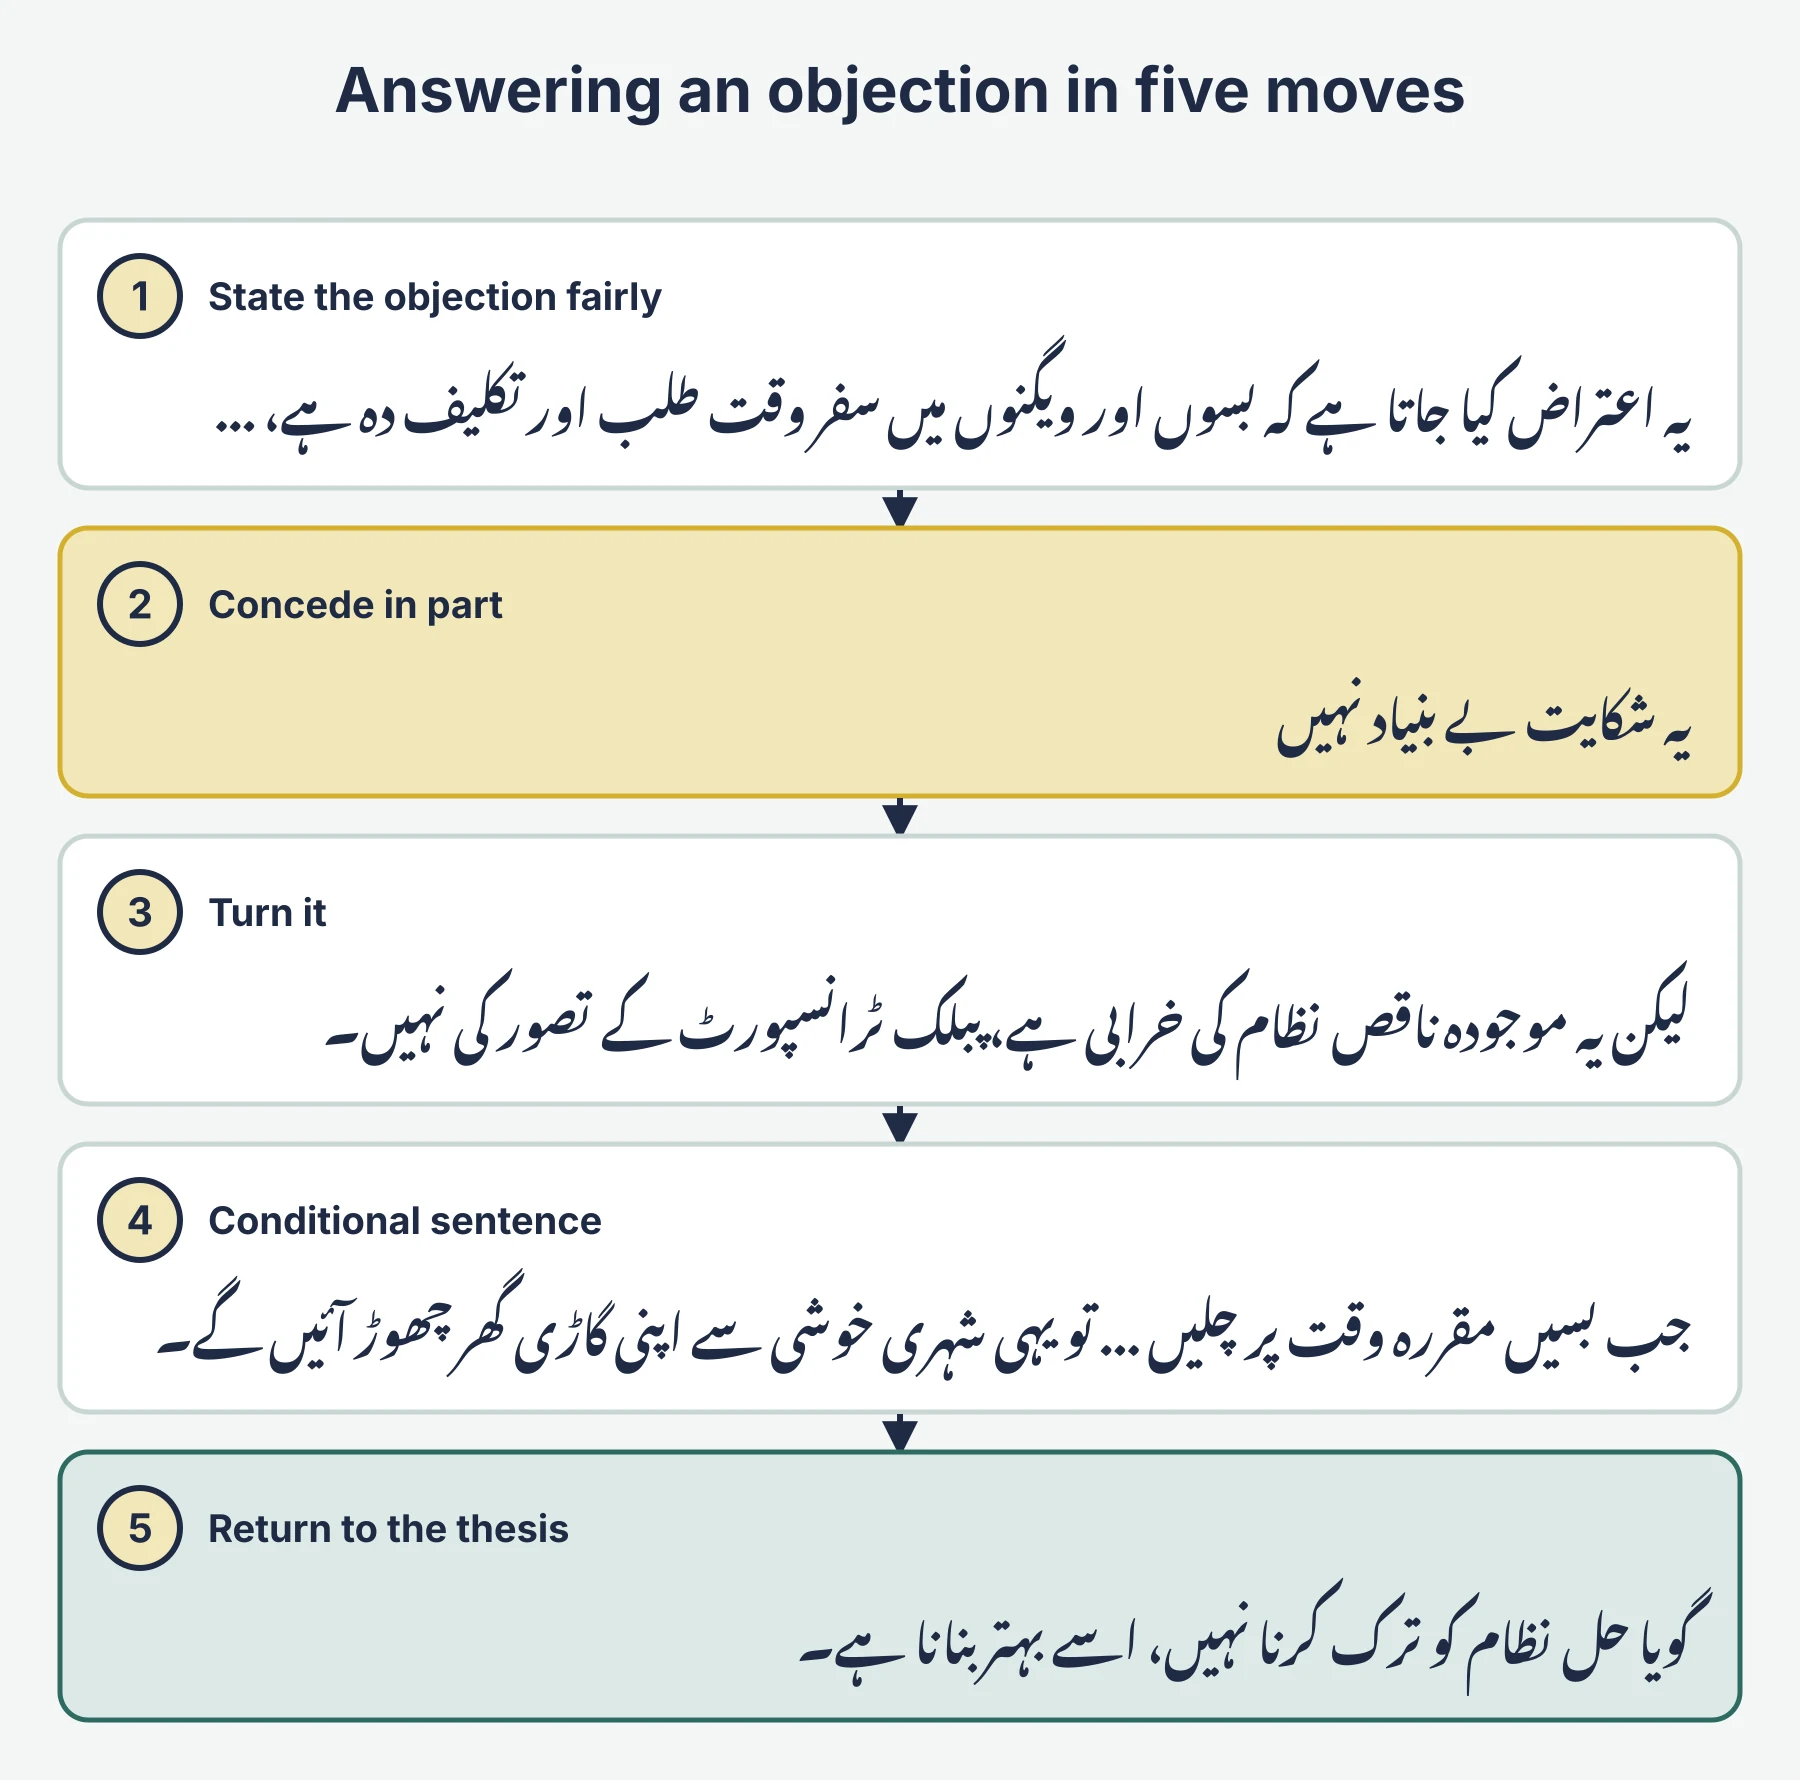 Answering an objection in five moves
1 State the objection fairly
یہ اعتراض کیا جاتا ہے کہ بسوں اور ویگنوں میں سفر وقت طلب اور تکلیف دہ ہے، ...
2 Concede in part
یہ شکایت بے بنیاد نہیں
3 Turn it
لیکن یہ موجودہ ناقص نظام کی خرابی ہے، پبلک ٹرانسپورٹ کے تصور کی نہیں۔
4 Conditional sentence
جب بسیں مقررہ وقت پر چلیں ... تو یہی شہری خوشی سے اپنی گاڑی گھر چھوڑ آئیں گے۔
5 Return to the thesis
گویا حل نظام کو ترک کرنا نہیں، اسے بہتر بنانا ہے۔